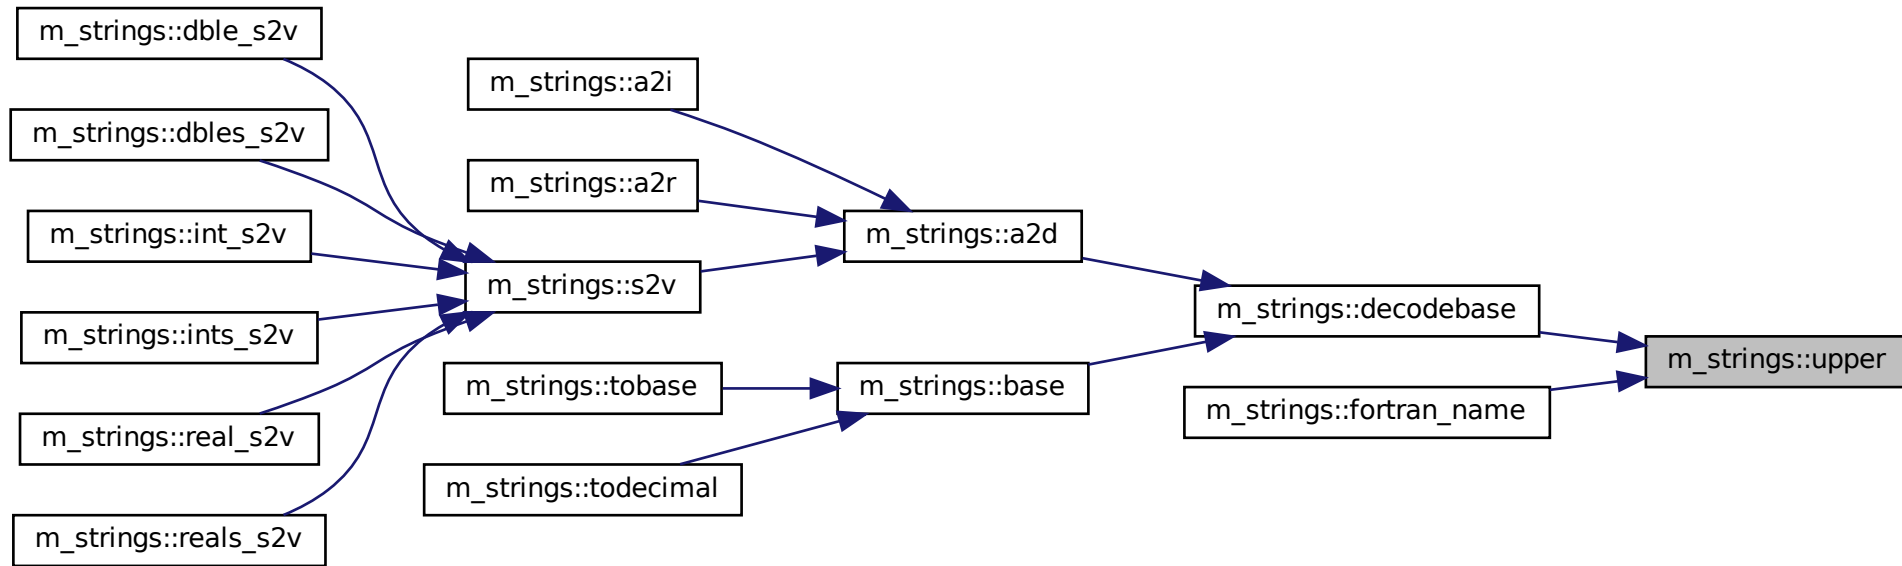 m_strings::dble_s2v
m_strings::dbles_s2v
m_strings::int_s2v
m_strings::ints_s2v
m_strings::real_s2v
m_strings::reals_s2v
m_strings::a2i
m_strings::a2r
m_strings::s2v
m_strings::tobase
m_strings::todecimal
m_strings::a2d
m_strings::base
m_strings::decodebase
m_strings::fortran_name
m_strings::upper